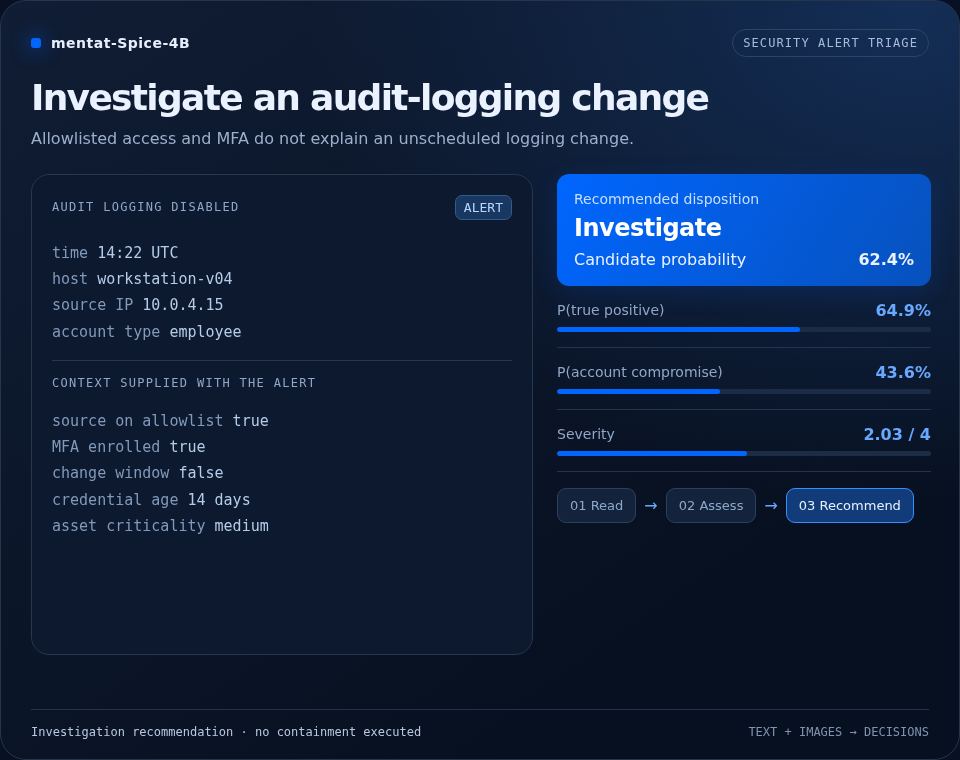 mentat-Spice-4B
SECURITY ALERT TRIAGE
Investigate an audit-logging change
Allowlisted access and MFA do not explain an unscheduled logging change.
AUDIT LOGGING DISABLED
ALERT
time 14:22 UTC
host workstation-v04
source IP 10.0.4.15
account type employee
CONTEXT SUPPLIED WITH THE ALERT
source on allowlist true
MFA enrolled true
change window false
credential age 14 days
asset criticality medium
Recommended disposition
Investigate
Candidate probability 62.4%
P(true positive) 64.9%
P(account compromise) 43.6%
Severity 2.03 / 4
01 Read → 02 Assess → 03 Recommend
Investigation recommendation · no containment executed
TEXT + IMAGES → DECISIONS